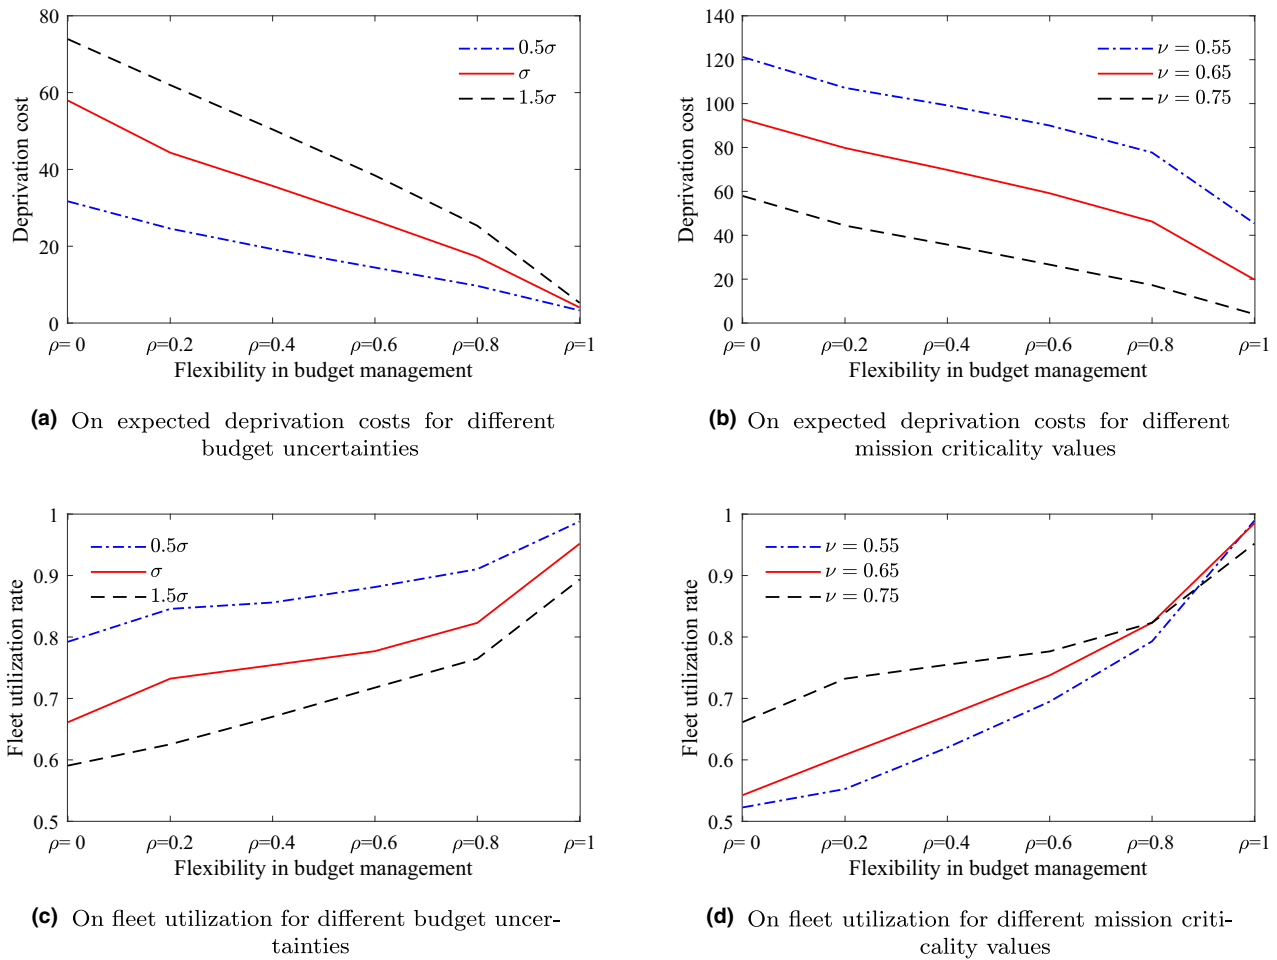 80
60
40
20
0
Deprivation cost
0.5σ
σ
1.5σ
ρ= 0
ρ=0.2
ρ=0.4
ρ=0.6
ρ=0.8
ρ=1
Flexibility in budget management
(a) On expected deprivation costs for different
budget uncertainties
140
120
100
80
60
40
20
0
Deprivation cost
ν = 0.55
ν = 0.65
ν = 0.75
ρ= 0
ρ=0.2
ρ=0.4
ρ=0.6
ρ=0.8
ρ=1
Flexibility in budget management
(b) On expected deprivation costs for different
mission criticality values
1
0.9
0.8
0.7
0.6
0.5
Fleet utilization rate
0.5σ
σ
1.5σ
ρ= 0
ρ=0.2
ρ=0.4
ρ=0.6
ρ=0.8
ρ=1
Flexibility in budget management
(c) On fleet utilization for different budget uncer-
tainties
1
0.9
0.8
0.7
0.6
0.5
Fleet utilization rate
ν = 0.55
ν = 0.65
ν = 0.75
ρ= 0
ρ=0.2
ρ=0.4
ρ=0.6
ρ=0.8
ρ=1
Flexibility in budget management
(d) On fleet utilization for different mission criti-
cality values